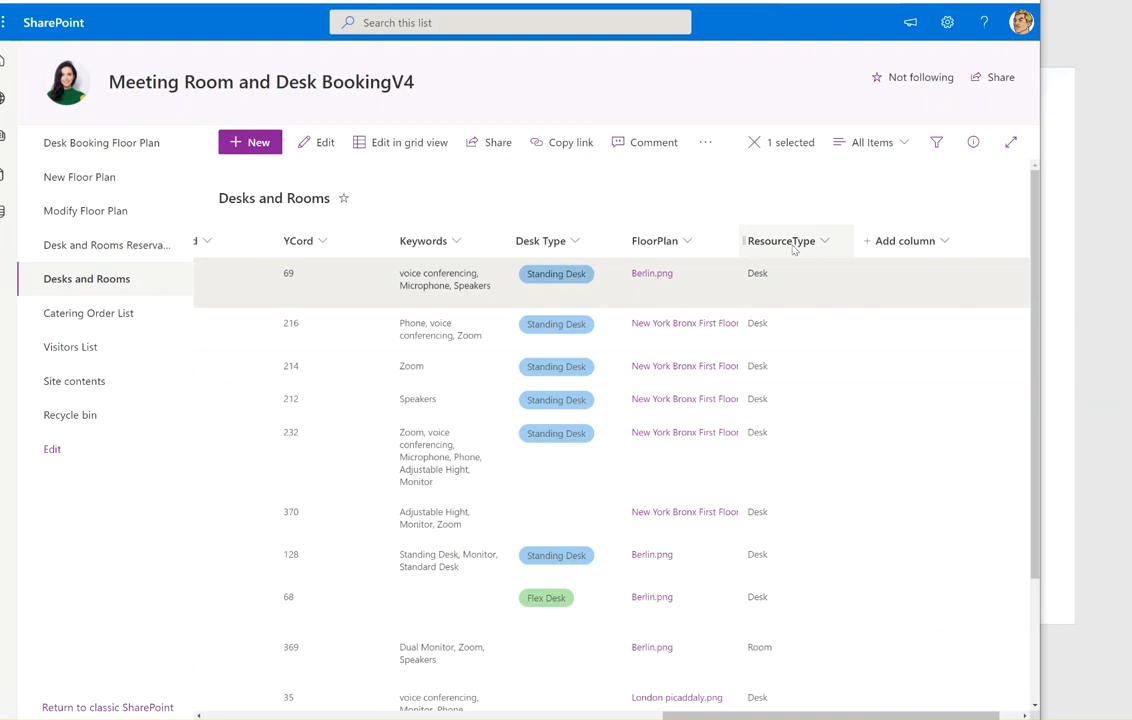 SharePoint
Search this list
?
Meeting Room and Desk BookingV4
Not following
Share
Desk Booking Floor Plan
New Floor Plan
Modify Floor Plan
Desk and Rooms Reserva...
Desks and Rooms
Catering Order List
Visitors List
Site contents
Recycle bin
Edit
Return to classic SharePoint
+ New
Edit
Edit in grid view
Share
Copy link
Comment
...
1 selected
All Items
Desks and Rooms
d YCord Keywords Desk Type FloorPlan ResourceType + Add column
69 voice conferencing, Standing Desk Berlin.png Desk
Microphone, Speakers
216 Phone, voice Standing Desk New York Bronx First Floor Desk
conferencing, Zoom
214 Zoom Standing Desk New York Bronx First Floor Desk
212 Speakers Standing Desk New York Bronx First Floor Desk
232 Zoom, voice Standing Desk New York Bronx First Floor Desk
conferencing,
Microphone, Phone,
Adjustable Hight,
Monitor
370 Adjustable Hight, New York Bronx First Floor Desk
Monitor, Zoom
128 Standing Desk, Monitor, Standing Desk Berlin.png Desk
Standard Desk
68 Flex Desk Berlin.png Desk
369 Dual Monitor, Zoom, Berlin.png Room
Speakers
35 voice conferencing, London picaddaly.png Desk
Monitor, Phone